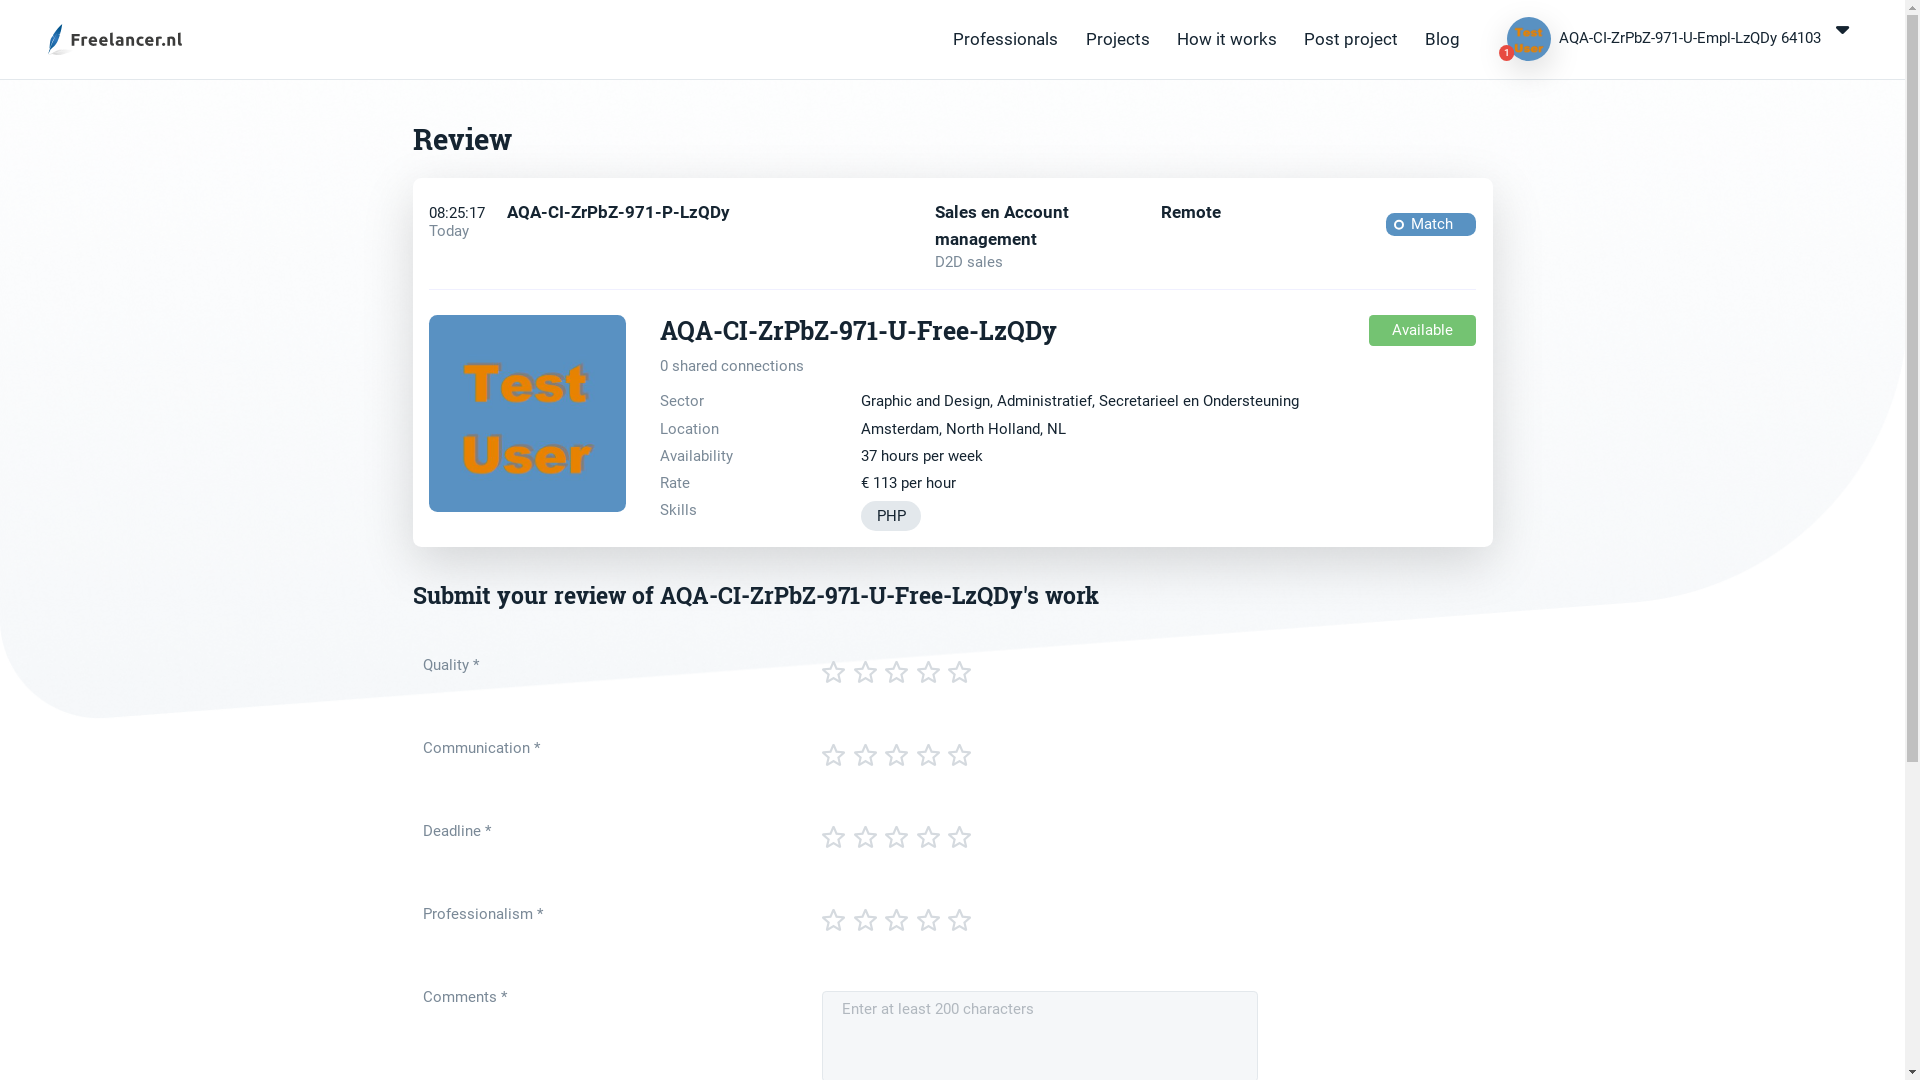 Freelancer.nl
Professionals Projects How it works Post project Blog
Test
User
1
AQA-CI-ZrPbZ-971-U-Empl-LzQDy 64103
Review
08:25:17
Today
AQA-CI-ZrPbZ-971-P-LzQDy
Sales en Account
management
D2D sales
Remote
Match
Test
User
AQA-CI-ZrPbZ-971-U-Free-LzQDy
Available
0 shared connections
Sector Graphic and Design, Administratief, Secretarieel en Ondersteuning
Location Amsterdam, North Holland, NL
Availability 37 hours per week
Rate € 113 per hour
Skills PHP
Submit your review of AQA-CI-ZrPbZ-971-U-Free-LzQDy's work
Quality *
Communication *
Deadline *
Professionalism *
Comments *
Enter at least 200 characters